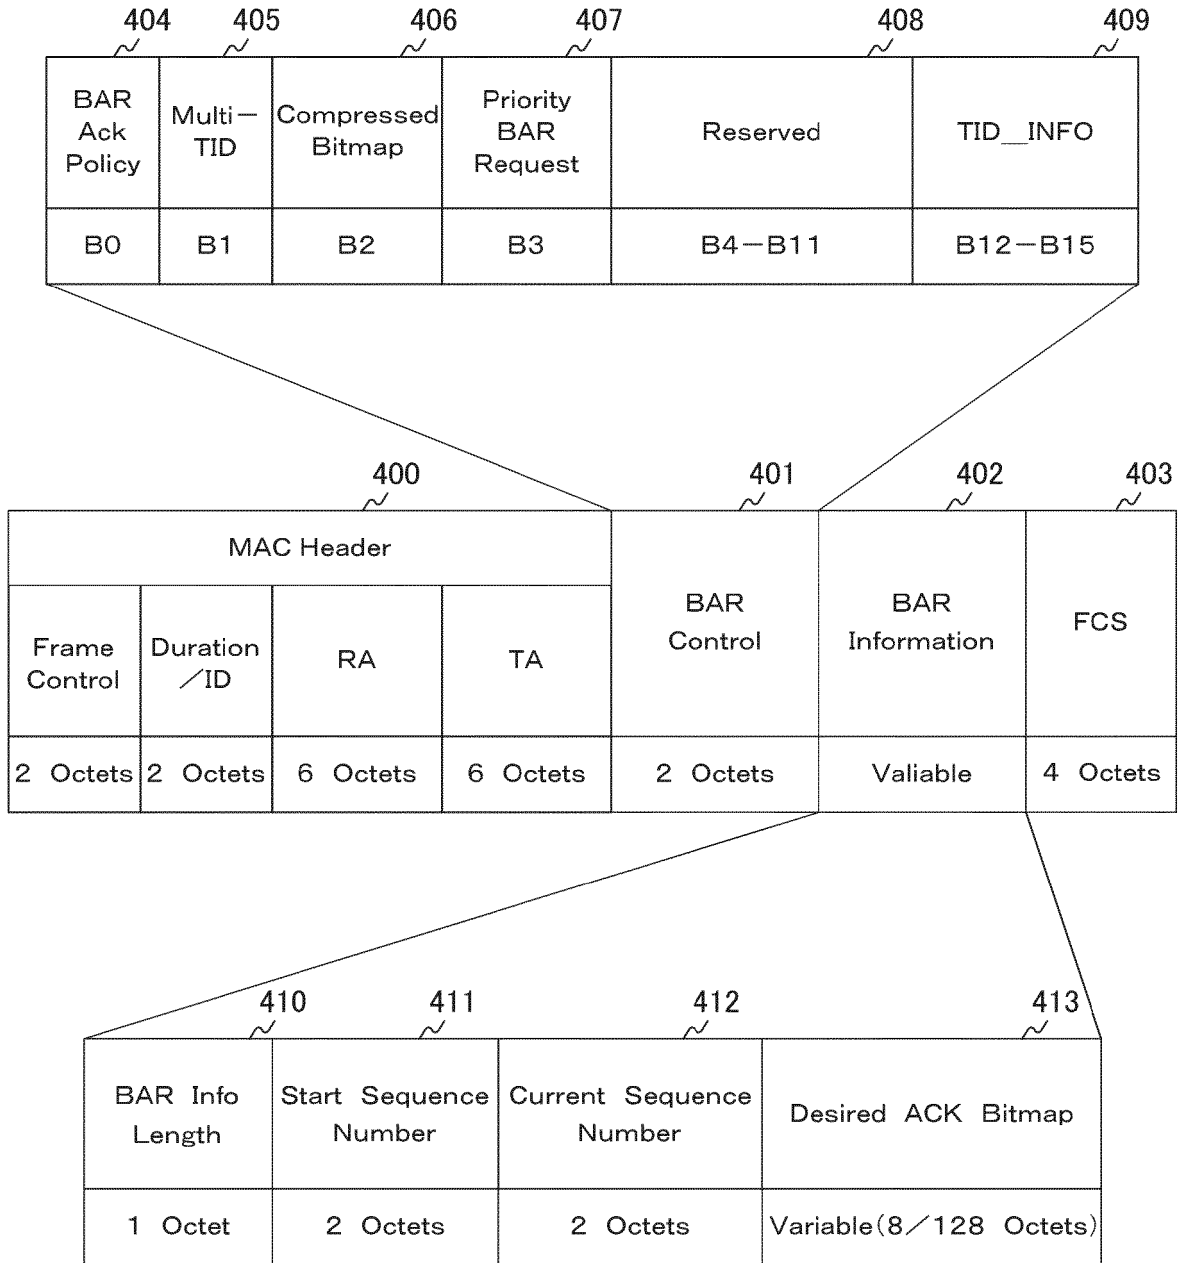 404 405 406 407 408 409
BAR
Ack
Policy
Multi-
TID
Compressed
Bitmap
Priority
BAR
Request
Reserved
TID__INFO
B0 B1 B2 B3 B4-B11 B12-B15
400 401 402 403
MAC Header
Frame
Control
Duration
/ID
RA
TA
BAR
Control
BAR
Information
FCS
2 Octets 2 Octets 6 Octets 6 Octets 2 Octets Valiable 4 Octets
410 411 412 413
BAR Info
Length
Start Sequence
Number
Current Sequence
Number
Desired ACK Bitmap
1 Octet 2 Octets 2 Octets Variable(8/128 Octets)